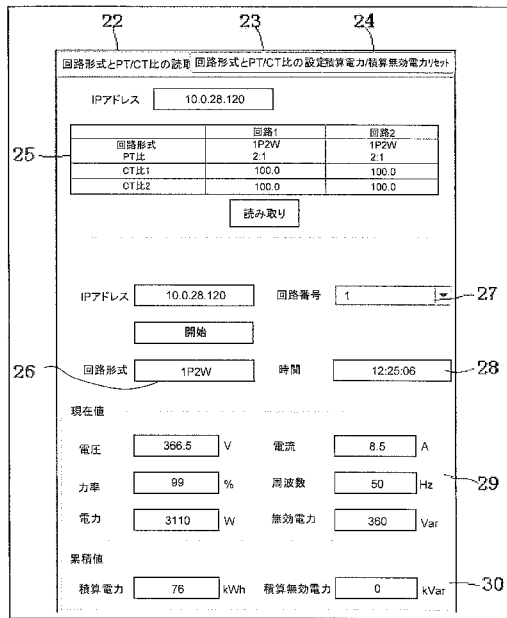 22
23
24
回路形式とPT/CT比の読取
回路形式とPT/CT比の設定
積算電力/積算無効電力リセット
IPアドレス 10.0.28.120
25
回路1 回路2
回路形式 1P2W 1P2W
PT比 2:1 2:1
CT比1 100.0 100.0
CT比2 100.0 100.0
読み取り
IPアドレス 10.0.28.120 回路番号 1 27
開始
26 回路形式 1P2W 時間 12:25:06 28
現在値
電圧 366.5 V 電流 8.5 A
力率 99 % 周波数 50 Hz 29
電力 3110 W 無効電力 360 Var
累積値
積算電力 76 kWh 積算無効電力 0 kVar 30